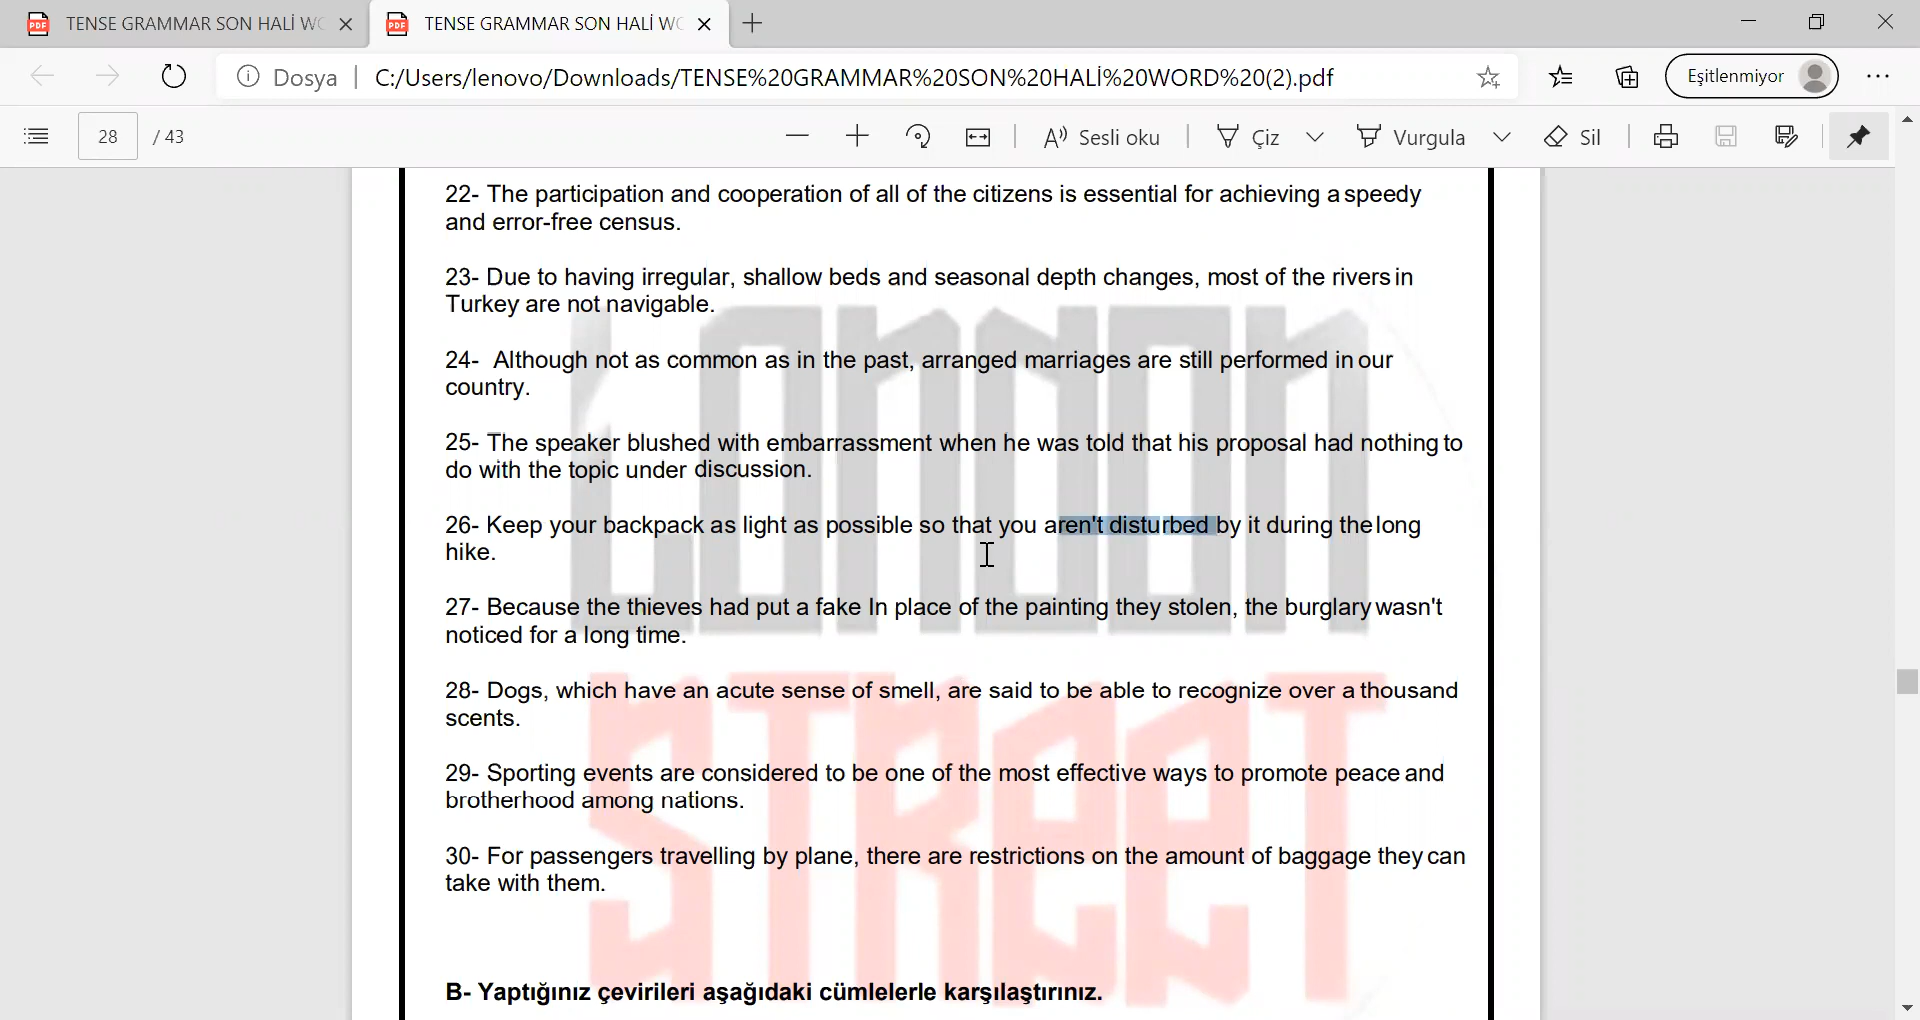 TENSE GRAMMAR SON HALİ WO
TENSE GRAMMAR SON HALİ WO
Dosya | C:/Users/lenovo/Downloads/TENSE%20GRAMMAR%20SON%20HALİ%20WORD%20(2).pdf
Eşitlenmiyor
28 / 43
Sesli oku
Çiz
Vurgula
Sil
22- The participation and cooperation of all of the citizens is essential for achieving a speedy
and error-free census.
23- Due to having irregular, shallow beds and seasonal depth changes, most of the rivers in
Turkey are not navigable.
24- Although not as common as in the past, arranged marriages are still performed in our
country.
25- The speaker blushed with embarrassment when he was told that his proposal had nothing to
do with the topic under discussion.
26- Keep your backpack as light as possible so that you aren't disturbed by it during the long
hike.
27- Because the thieves had put a fake In place of the painting they stolen, the burglary wasn't
noticed for a long time.
28- Dogs, which have an acute sense of smell, are said to be able to recognize over a thousand
scents.
29- Sporting events are considered to be one of the most effective ways to promote peace and
brotherhood among nations.
30- For passengers travelling by plane, there are restrictions on the amount of baggage they can
take with them.
B- Yaptığınız çevirileri aşağıdaki cümlelerle karşılaştırınız.
LONDON
STREET